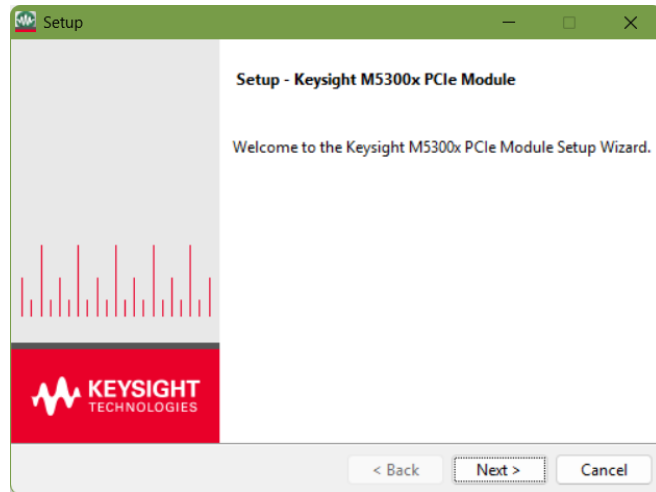 Setup
Setup - Keysight M5300x PCIe Module
Welcome to the Keysight M5300x PCIe Module Setup Wizard.
KEYSIGHT
TECHNOLOGIES
< Back Next > Cancel